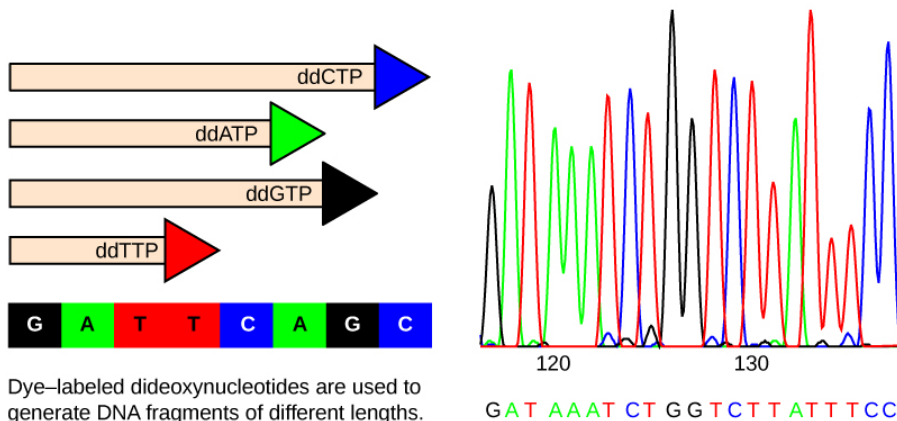 ddCTP
ddATP
ddGTP
ddTTP
G A T T C A G C
Dye–labeled dideoxynucleotides are used to
generate DNA fragments of different lengths.
120 130
GAT AAAT CT GGTCTTATTTCC